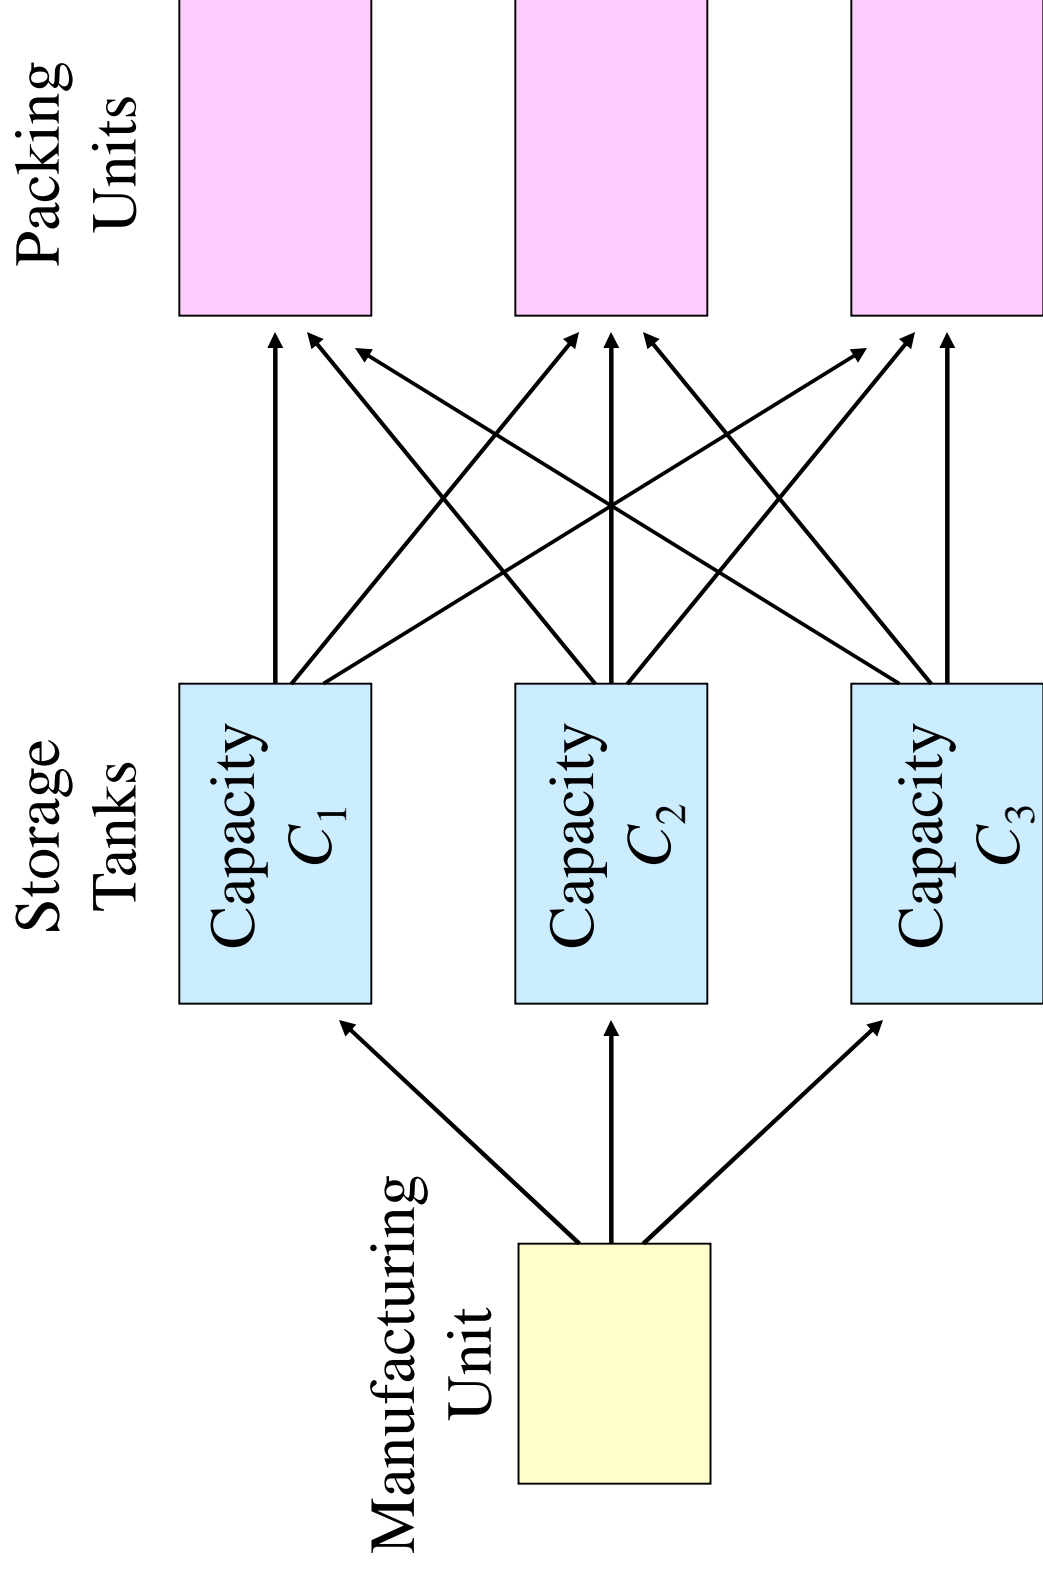 Manufacturing
Unit
Storage
Tanks
Capacity
C1
Capacity
C2
Capacity
C3
Packing
Units